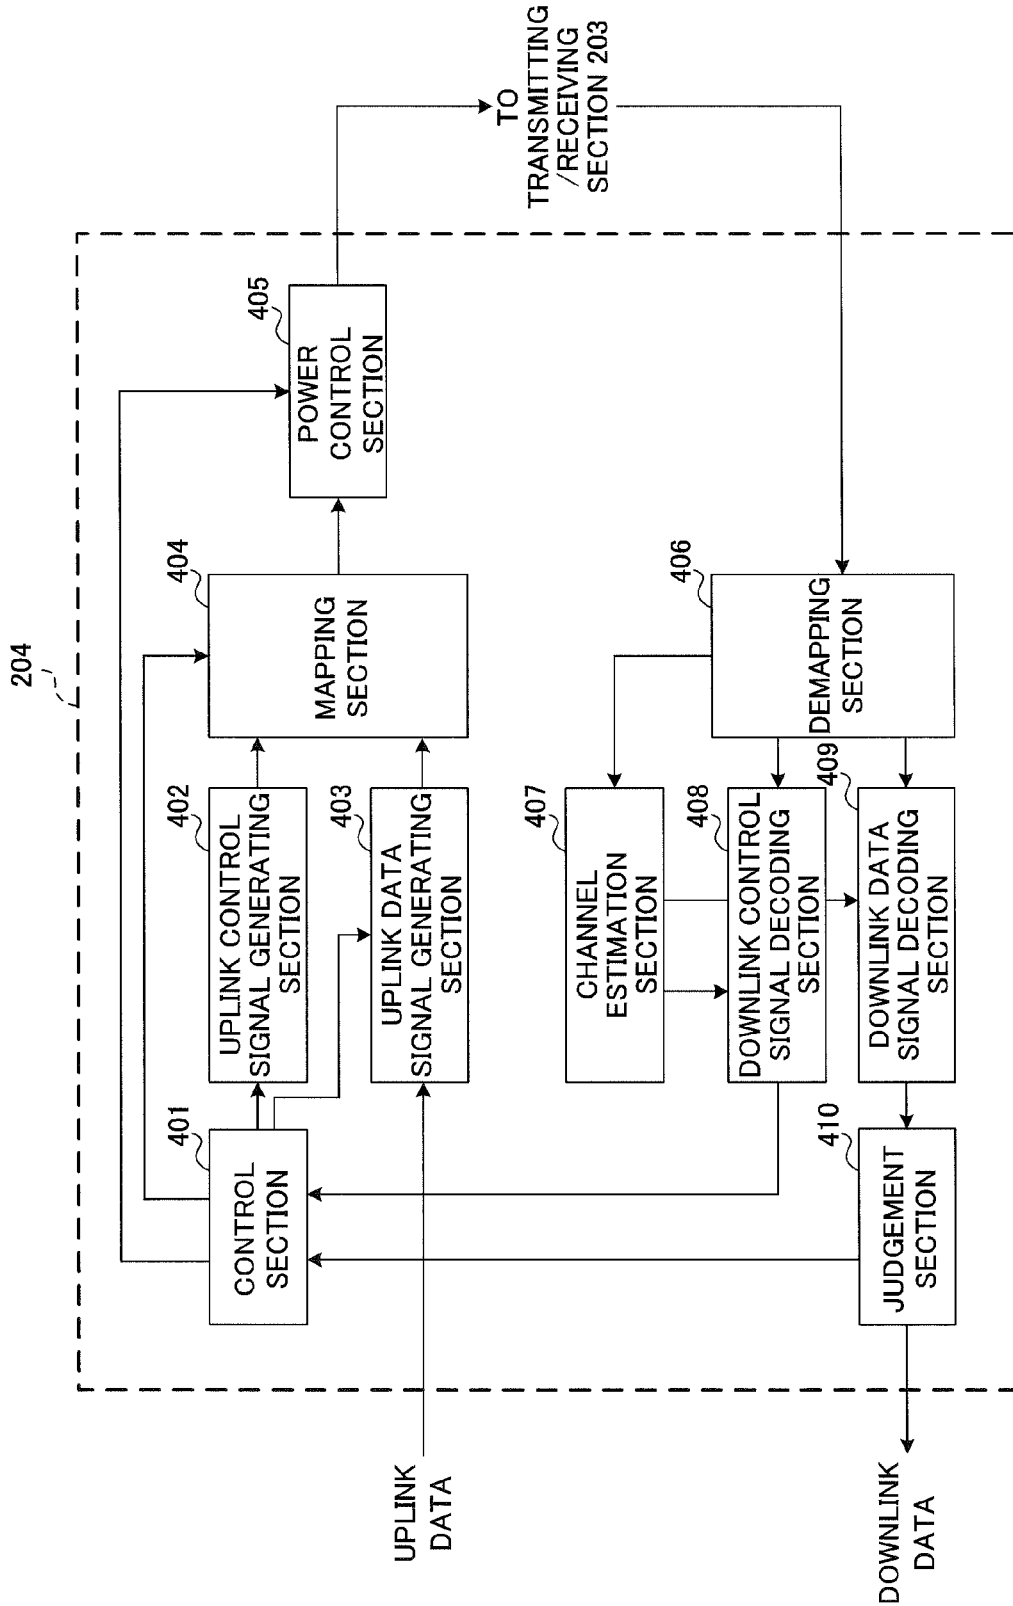 204
401
CONTROL
SECTION
402
UPLINK CONTROL
SIGNAL GENERATING
SECTION
403
UPLINK DATA
SIGNAL GENERATING
SECTION
404
MAPPING
SECTION
405
POWER
CONTROL
SECTION
TO
TRANSMITTING
/RECEIVING
SECTION 203
UPLINK
DATA
407
CHANNEL
ESTIMATION
SECTION
406
DEMAPPING
SECTION
408
DOWNLINK CONTROL
SIGNAL DECODING
SECTION
409
DOWNLINK DATA
SIGNAL DECODING
SECTION
410
JUDGEMENT
SECTION
DOWNLINK
DATA